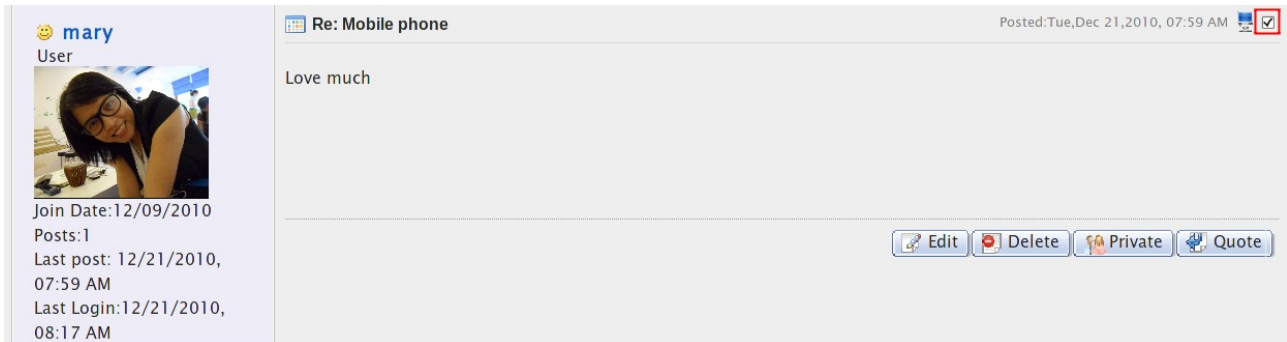 mary
User
Join Date:12/09/2010
Posts:1
Last post: 12/21/2010,
07:59 AM
Last Login:12/21/2010,
08:17 AM
Re: Mobile phone
Posted:Tue,Dec 21,2010, 07:59 AM
Love much
Edit Delete Private Quote